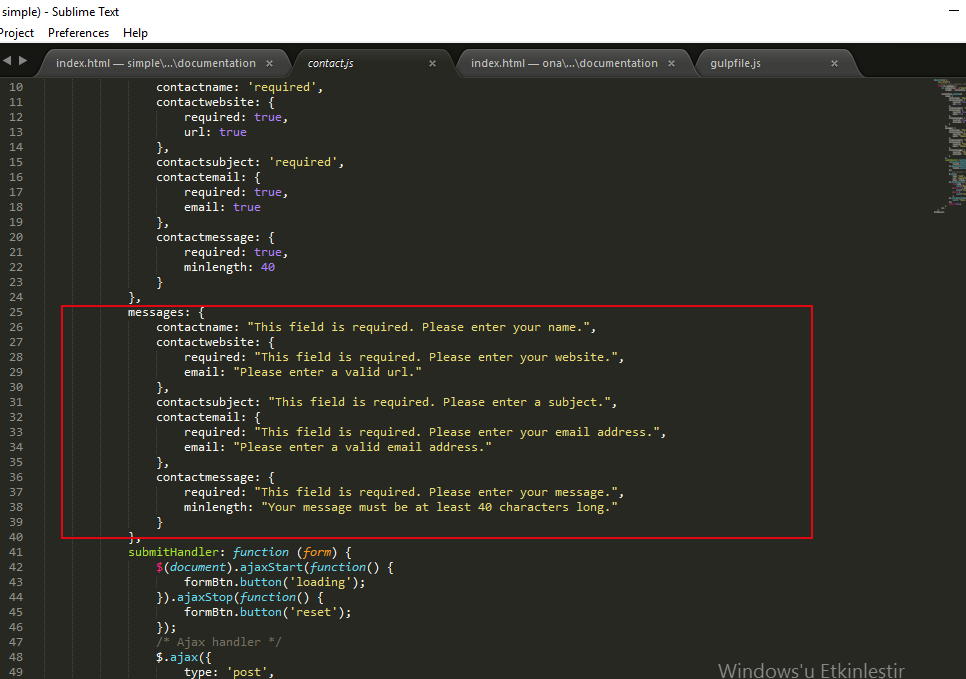 simple) - Sublime Text
Project Preferences Help
index.html — simple\...\documentation × contact.js × index.html — ona\...\documentation × gulpfile.js ×
10 contactname: 'required',
11 contactwebsite: {
12 required: true,
13 url: true
14 },
15 contactsubject: 'required',
16 contactemail: {
17 required: true,
18 email: true
19 },
20 contactmessage: {
21 required: true,
22 minlength: 40
23 }
24 },
25 messages: {
26 contactname: "This field is required. Please enter your name.",
27 contactwebsite: {
28 required: "This field is required. Please enter your website.",
29 email: "Please enter a valid url."
30 },
31 contactsubject: "This field is required. Please enter a subject.",
32 contactemail: {
33 required: "This field is required. Please enter your email address.",
34 email: "Please enter a valid email address."
35 },
36 contactmessage: {
37 required: "This field is required. Please enter your message.",
38 minlength: "Your message must be at least 40 characters long."
39 }
40 },
41 submitHandler: function (form) {
42 $(document).ajaxStart(function() {
43 formBtn.button('loading');
44 }).ajaxStop(function() {
45 formBtn.button('reset');
46 });
47 /* Ajax handler */
48 $.ajax({
49 type: 'post',
Windows'u Etkinleştir